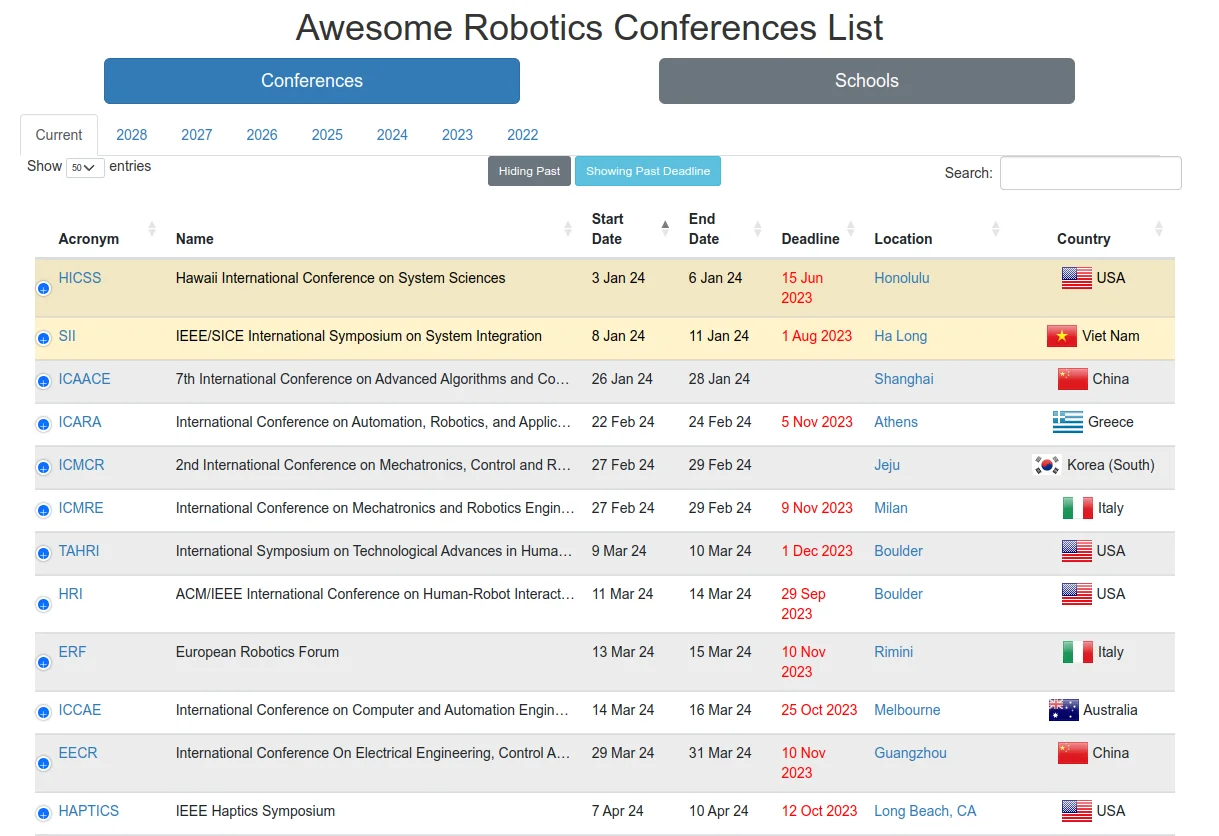 Awesome Robotics Conferences List
Conferences Schools
Current 2028 2027 2026 2025 2024 2023 2022
Show 50 entries Hiding Past Showing Past Deadline Search:
Acronym Name Start Date End Date Deadline Location Country
HICSS Hawaii International Conference on System Sciences 3 Jan 24 6 Jan 24 15 Jun 2023 Honolulu USA
SII IEEE/SICE International Symposium on System Integration 8 Jan 24 11 Jan 24 1 Aug 2023 Ha Long Viet Nam
ICAACE 7th International Conference on Advanced Algorithms and Co… 26 Jan 24 28 Jan 24 Shanghai China
ICARA International Conference on Automation, Robotics, and Applic… 22 Feb 24 24 Feb 24 5 Nov 2023 Athens Greece
ICMCR 2nd International Conference on Mechatronics, Control and R… 27 Feb 24 29 Feb 24 Jeju Korea (South)
ICMRE International Conference on Mechatronics and Robotics Engin… 27 Feb 24 29 Feb 24 9 Nov 2023 Milan Italy
TAHRI International Symposium on Technological Advances in Huma… 9 Mar 24 10 Mar 24 1 Dec 2023 Boulder USA
HRI ACM/IEEE International Conference on Human-Robot Interact… 11 Mar 24 14 Mar 24 29 Sep 2023 Boulder USA
ERF European Robotics Forum 13 Mar 24 15 Mar 24 10 Nov 2023 Rimini Italy
ICCAE International Conference on Computer and Automation Engin… 14 Mar 24 16 Mar 24 25 Oct 2023 Melbourne Australia
EECR International Conference On Electrical Engineering, Control A… 29 Mar 24 31 Mar 24 10 Nov 2023 Guangzhou China
HAPTICS IEEE Haptics Symposium 7 Apr 24 10 Apr 24 12 Oct 2023 Long Beach, CA USA